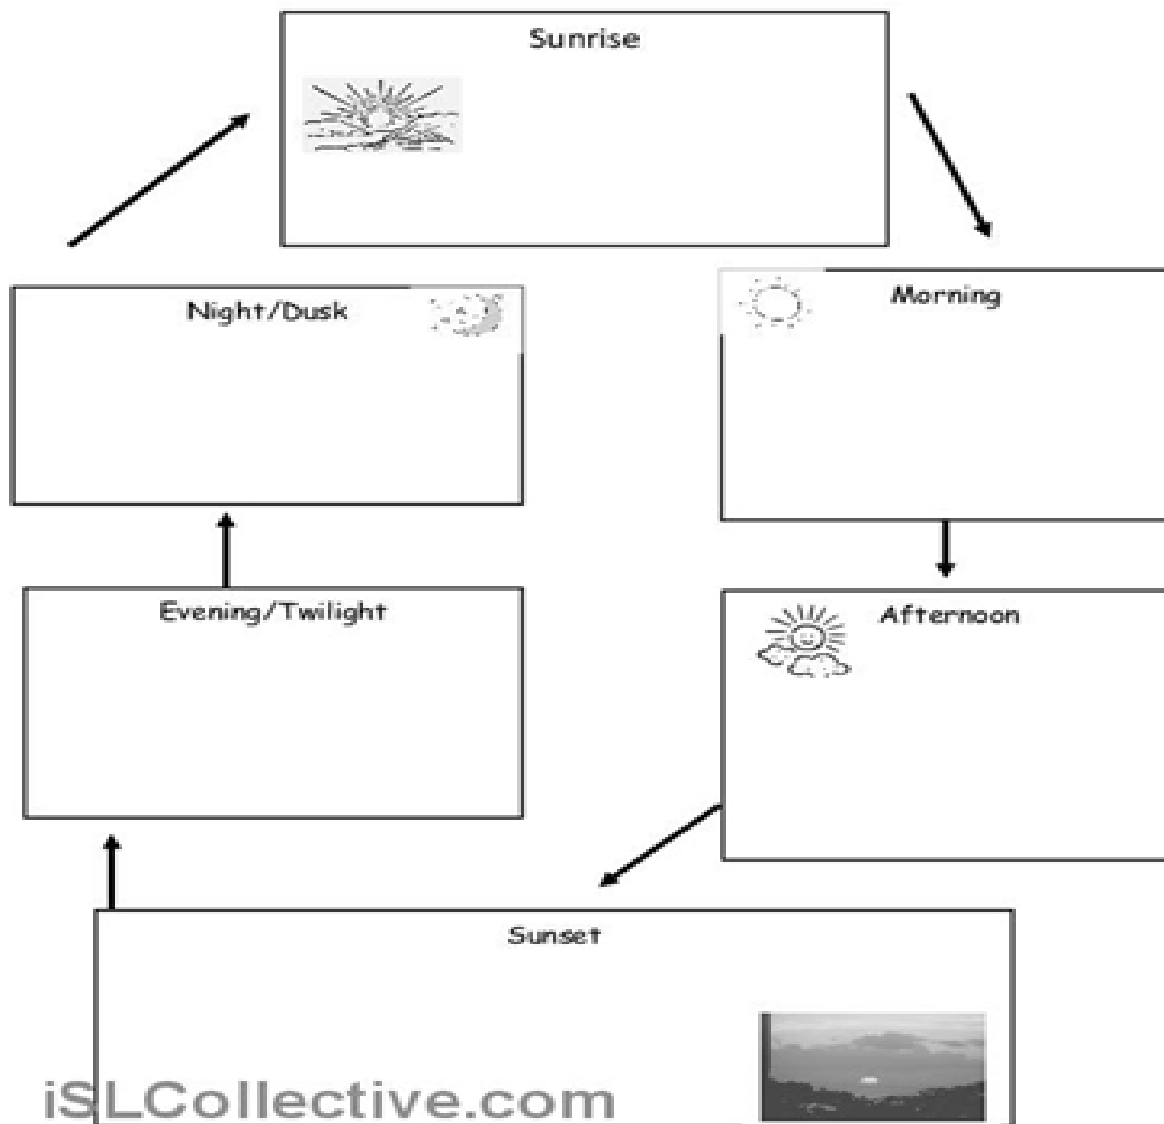 Sunrise
Morning
Afternoon
Sunset
Evening/Twilight
Night/Dusk
iSLCollective.com